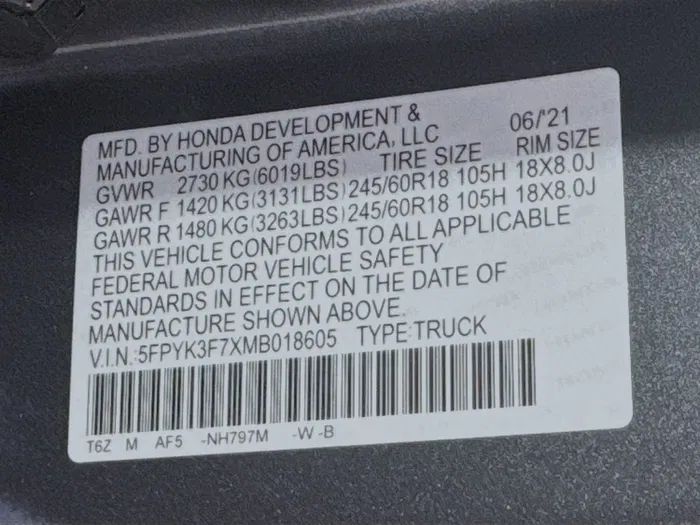 MFD. BY HONDA DEVELOPMENT &
MANUFACTURING OF AMERICA, LLC 06/'21
GVWR 2730 KG(6019LBS) TIRE SIZE RIM SIZE
GAWR F 1420 KG(3131LBS) 245/60R18 105H 18X8.0J
GAWR R 1480 KG(3263LBS) 245/60R18 105H 18X8.0J
THIS VEHICLE CONFORMS TO ALL APPLICABLE
FEDERAL MOTOR VEHICLE SAFETY
STANDARDS IN EFFECT ON THE DATE OF
MANUFACTURE SHOWN ABOVE.
V.I.N.:5FPYK3F7XMB018605 TYPE:TRUCK
T6Z M AF5 -NH797M -W -B